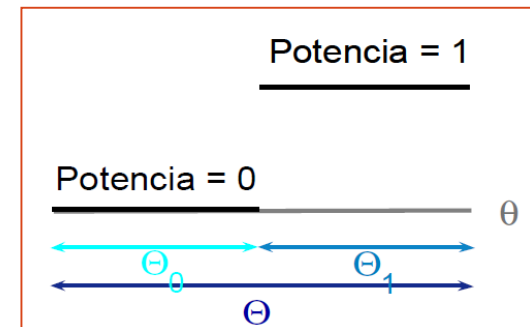 Potencia = 1
Potencia = 0
θ
Θ0 Θ1
Θ